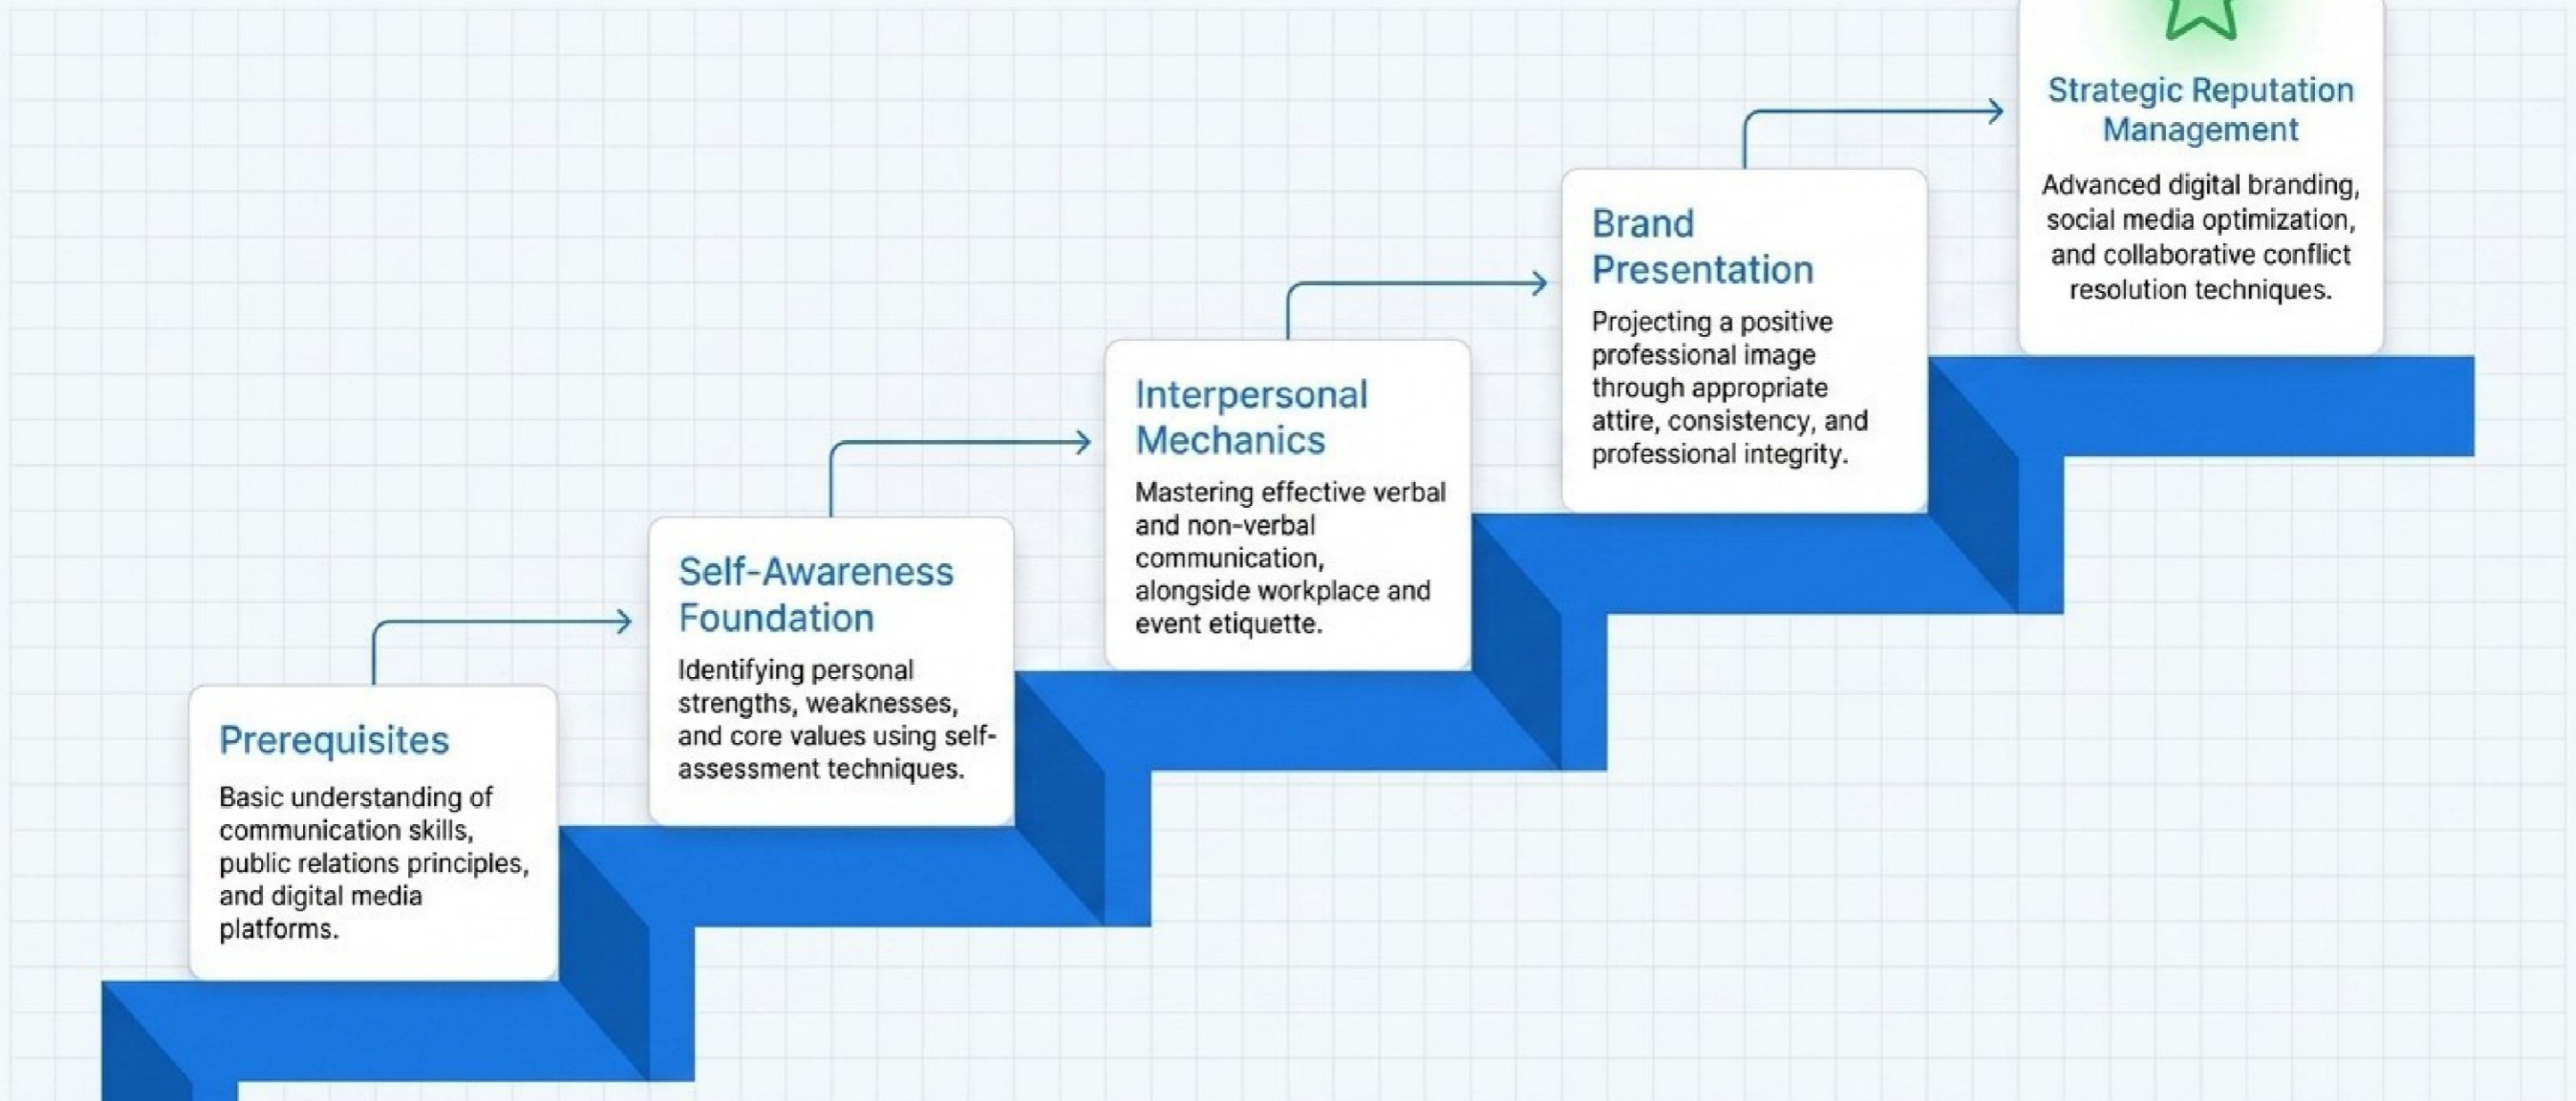 Prerequisites
Basic understanding of
communication skills,
public relations principles,
and digital media
platforms.
Self-Awareness
Foundation
Identifying personal
strengths, weaknesses,
and core values using self-
assessment techniques.
Interpersonal
Mechanics
Mastering effective verbal
and non-verbal
communication,
alongside workplace and
event etiquette.
Brand
Presentation
Projecting a positive
professional image
through appropriate
attire, consistency, and
professional integrity.
Strategic Reputation
Management
Advanced digital branding,
social media optimization,
and collaborative conflict
resolution techniques.